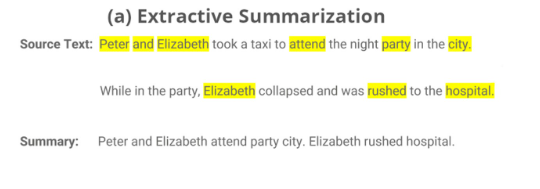 (a) Extractive Summarization
Source Text: Peter and Elizabeth took a taxi to attend the night party in the city.
While in the party, Elizabeth collapsed and was rushed to the hospital.
Summary: Peter and Elizabeth attend party city. Elizabeth rushed hospital.